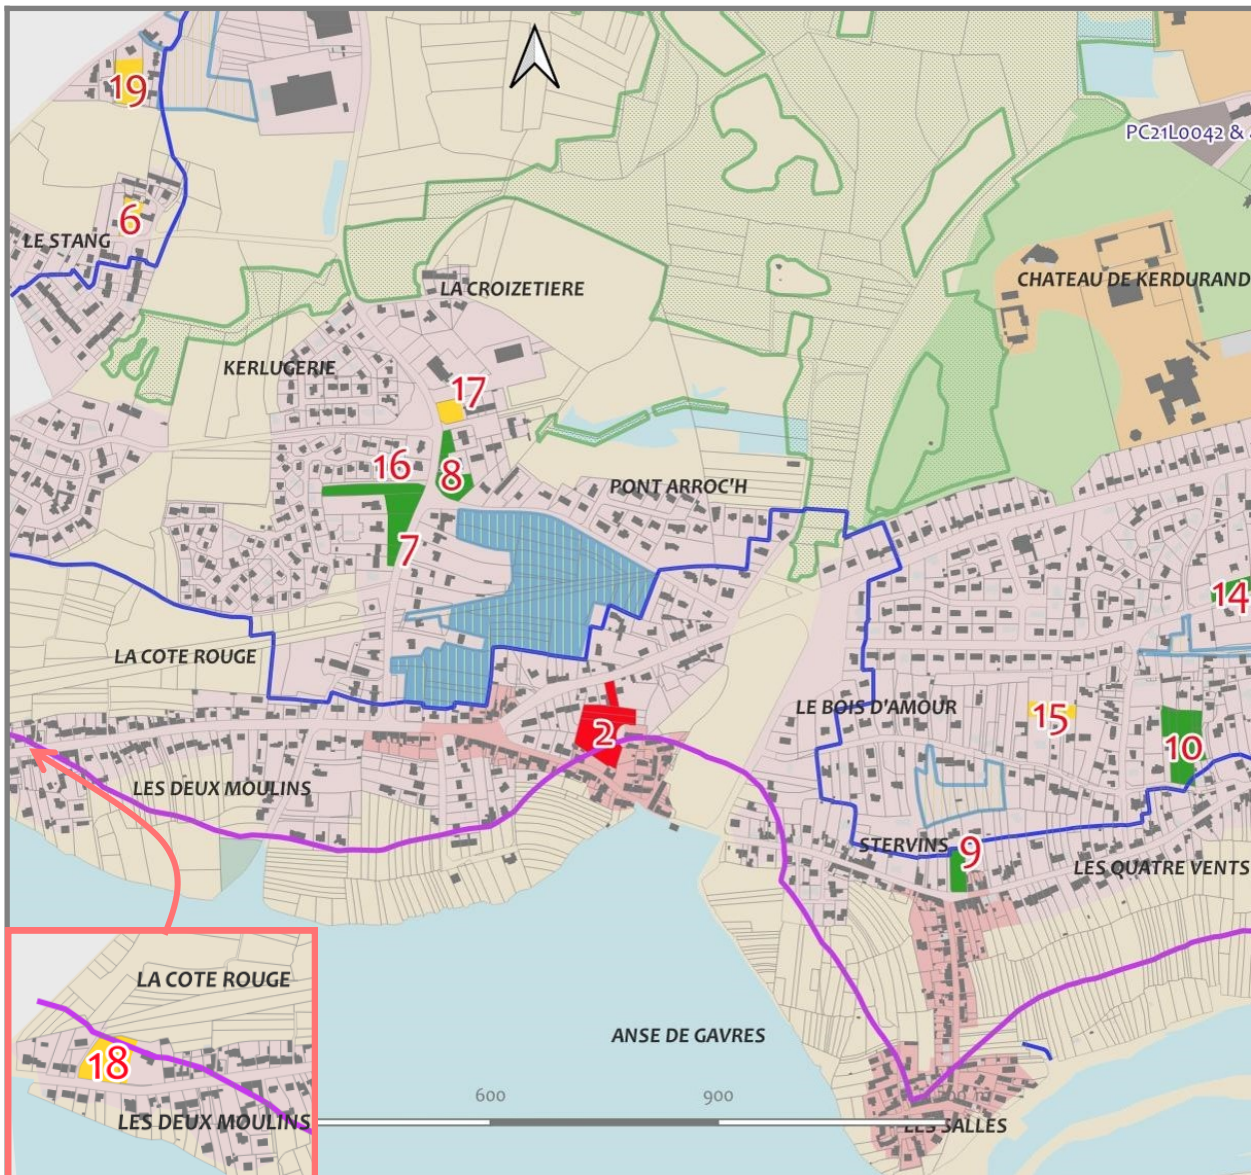 19
PC21L0042 &
6
LE STANG
CHATEAU DE KERDURAND
LA CROIZETIERE
KERLUGERIE
17
16
8
PONT ARROC'H
7
14
LA COTE ROUGE
LE BOIS D'AMOUR
15
2
10
LES DEUX MOULINS
STERVINS
9
LES QUATRE VENTS
LA COTE ROUGE
ANSE DE GAVRES
18
600
900
LES DEUX MOULINS
LES SALLES